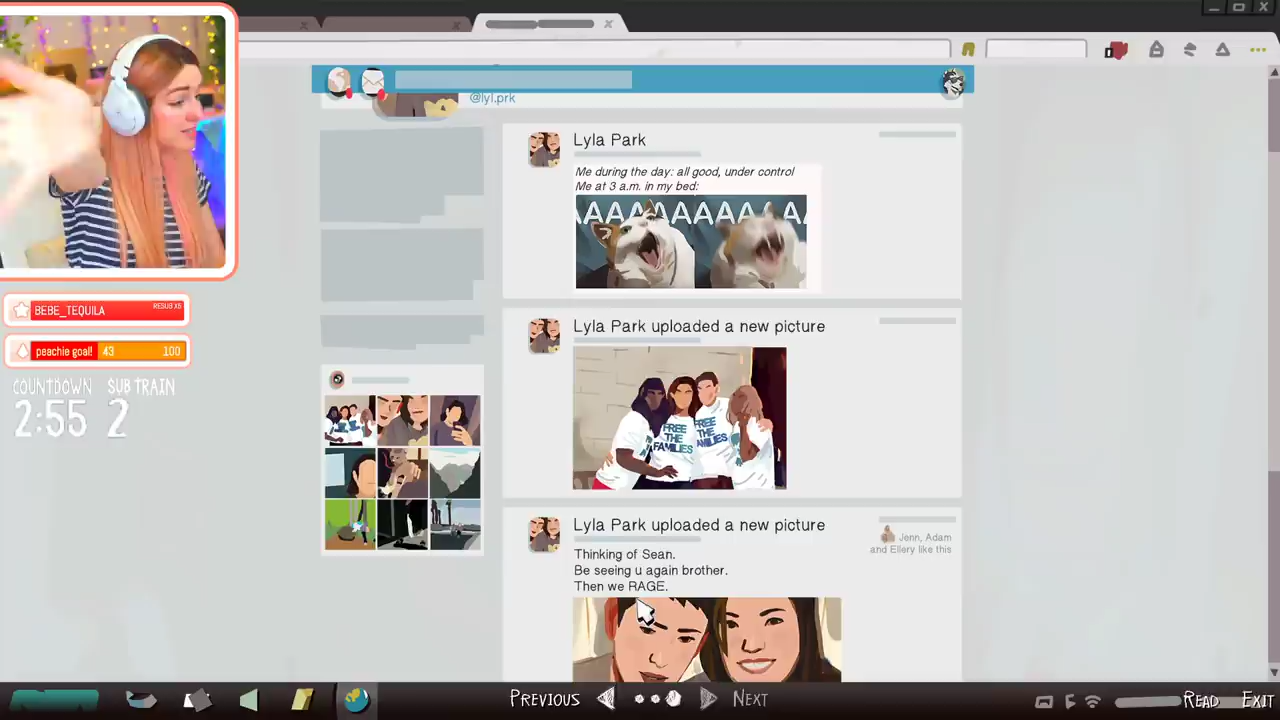 @lyl.prk
Lyla Park
Me during the day: all good, under control
Me at 3 a.m. in my bed:
AAAAAAAAAA
BEBE_TEQUILA
RESUB X5
Lyla Park uploaded a new picture
peachie goal! 43 100
COUNTDOWN SUB TRAIN
2:55 2
FREE THE FAMILIES
FREE THE FAMILIES
Lyla Park uploaded a new picture
Jenn, Adam
and Ellery like this
Thinking of Sean.
Be seeing u again brother.
Then we RAGE.
PREVIOUS NEXT READ EXIT